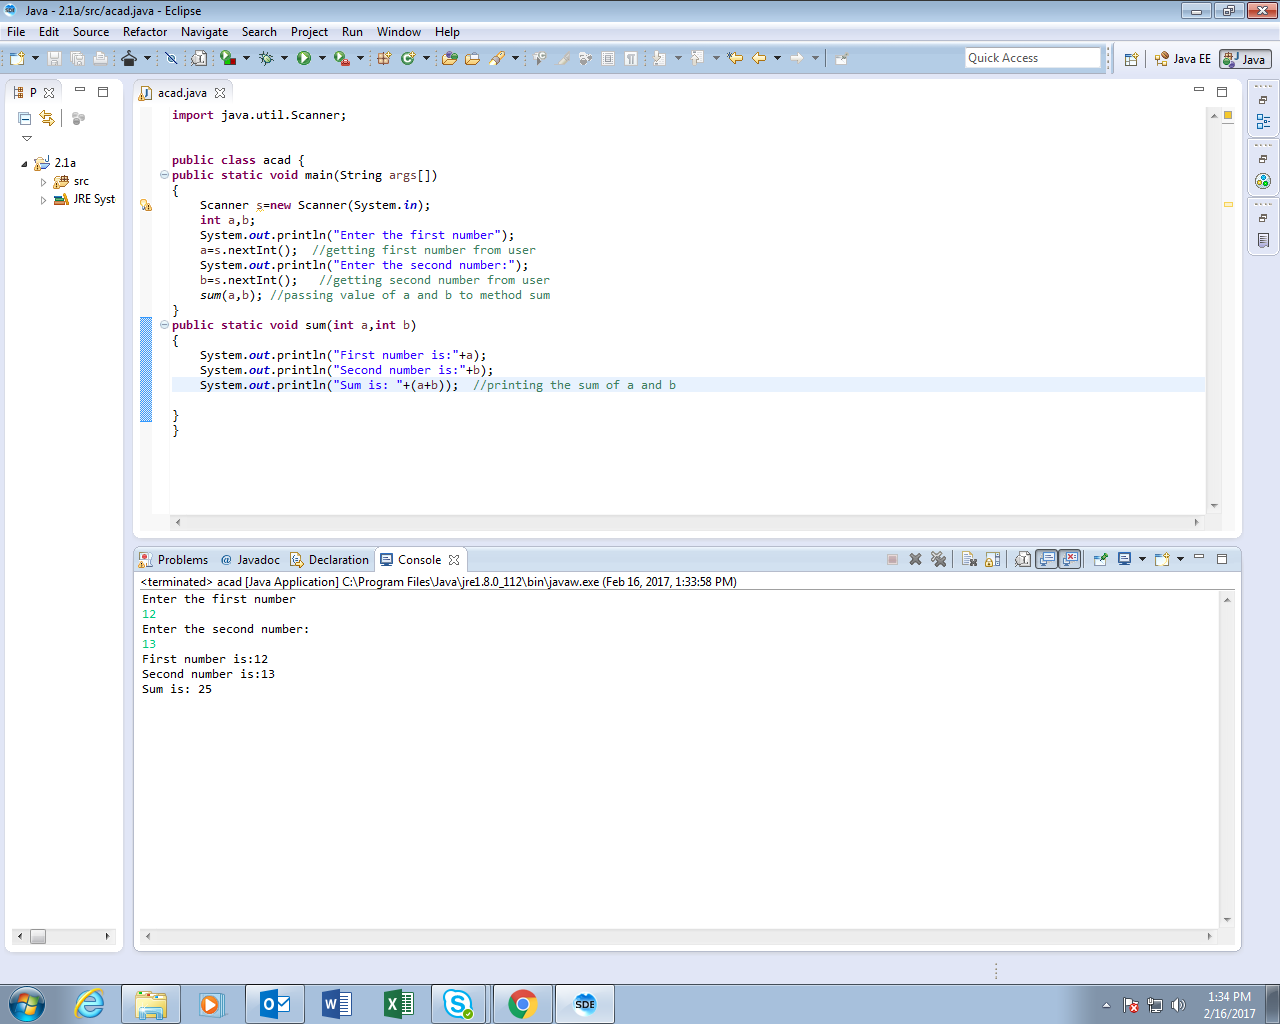 Java - 2.1a/src/acad.java - Eclipse
File Edit Source Refactor Navigate Search Project Run Window Help
Quick Access
Java EE
Java
P
acad.java
2.1a
src
JRE Syst
import java.util.Scanner;
public class acad {
public static void main(String args[])
{
Scanner s=new Scanner(System.in);
int a,b;
System.out.println("Enter the first number");
a=s.nextInt();  //getting first number from user
System.out.println("Enter the second number:");
b=s.nextInt();   //getting second number from user
sum(a,b); //passing value of a and b to method sum
}
public static void sum(int a,int b)
{
System.out.println("First number is:"+a);
System.out.println("Second number is:"+b);
System.out.println("Sum is: "+(a+b));  //printing the sum of a and b
}
}
Problems @ Javadoc Declaration Console
<terminated> acad [Java Application] C:\Program Files\Java\jre1.8.0_112\bin\javaw.exe (Feb 16, 2017, 1:33:58 PM)
Enter the first number
12
Enter the second number:
13
First number is:12
Second number is:13
Sum is: 25
SDE
1:34 PM
2/16/2017